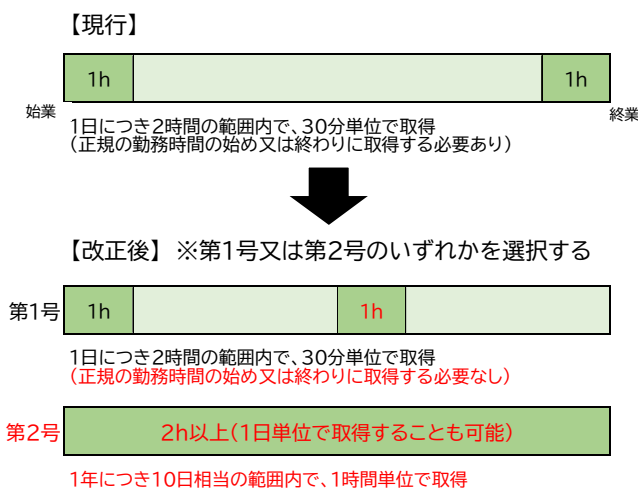 【現行】
1h
1h
始業
終業
1日につき2時間の範囲内で、30分単位で取得
(正規の勤務時間の始め又は終わりに取得する必要あり)
【改正後】 ※第1号又は第2号のいずれかを選択する
第1号
1h
1h
1日につき2時間の範囲内で、30分単位で取得
(正規の勤務時間の始め又は終わりに取得する必要なし)
第2号
2h以上(1日単位で取得することも可能)
1年につき10日相当の範囲内で、1時間単位で取得